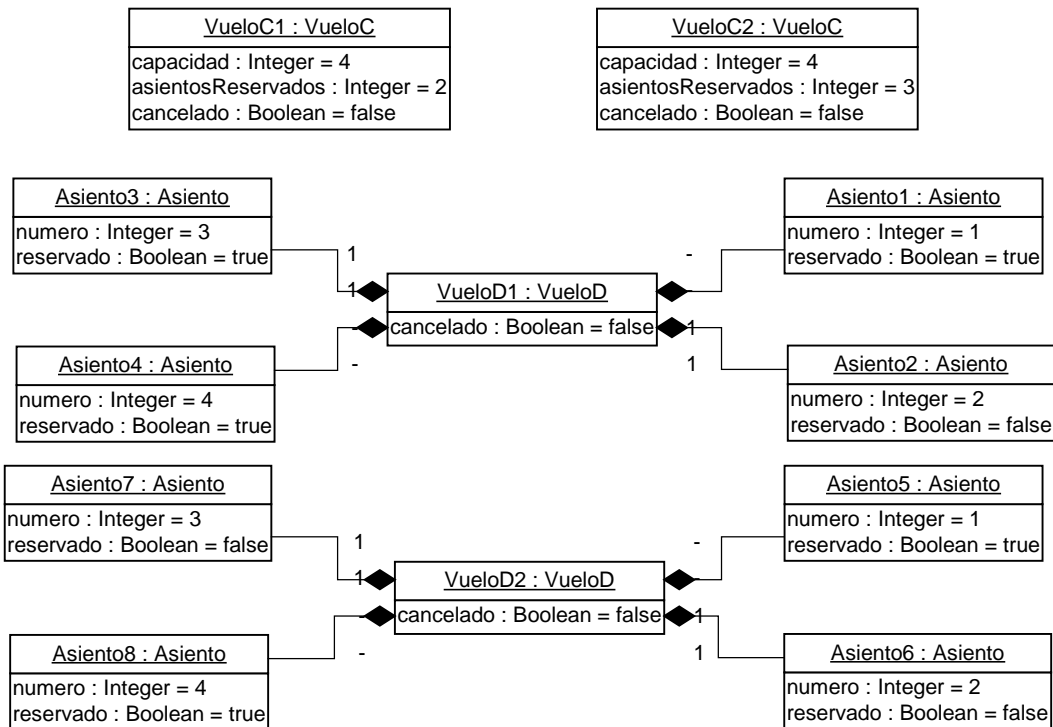 VueloC1 : VueloC
capacidad : Integer = 4
asientosReservados : Integer = 2
cancelado : Boolean = false
VueloC2 : VueloC
capacidad : Integer = 4
asientosReservados : Integer = 3
cancelado : Boolean = false
Asiento3 : Asiento
numero : Integer = 3
reservado : Boolean = true
Asiento1 : Asiento
numero : Integer = 1
reservado : Boolean = true
1
-
1
-
VueloD1 : VueloD
cancelado : Boolean = false
-
1
-
1
Asiento4 : Asiento
numero : Integer = 4
reservado : Boolean = true
Asiento2 : Asiento
numero : Integer = 2
reservado : Boolean = false
Asiento7 : Asiento
numero : Integer = 3
reservado : Boolean = false
Asiento5 : Asiento
numero : Integer = 1
reservado : Boolean = true
1
-
1
-
VueloD2 : VueloD
cancelado : Boolean = false
-
1
-
1
Asiento8 : Asiento
numero : Integer = 4
reservado : Boolean = true
Asiento6 : Asiento
numero : Integer = 2
reservado : Boolean = false